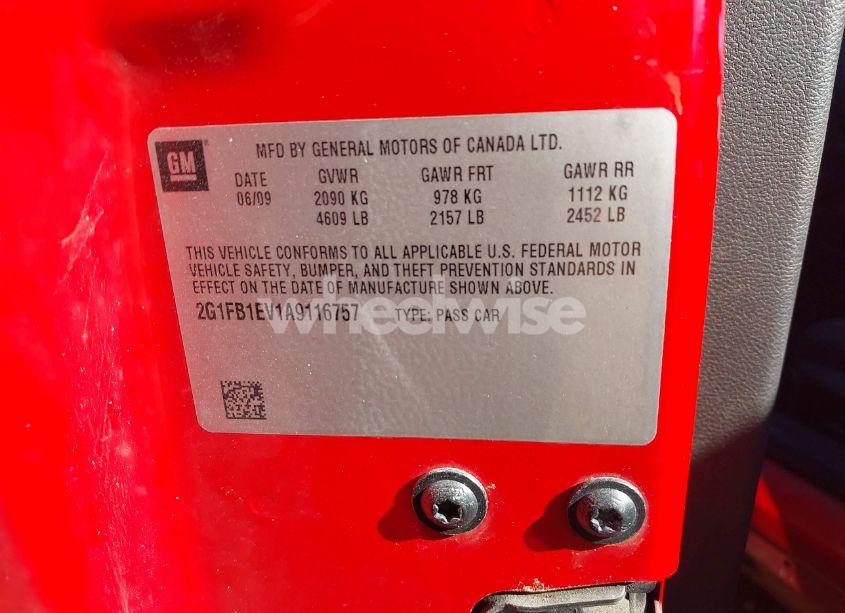 GM
MFD BY GENERAL MOTORS OF CANADA LTD.
DATE GVWR GAWR FRT GAWR RR
06/09 2090 KG 978 KG 1112 KG
4609 LB 2157 LB 2452 LB
THIS VEHICLE CONFORMS TO ALL APPLICABLE U.S. FEDERAL MOTOR
VEHICLE SAFETY, BUMPER, AND THEFT PREVENTION STANDARDS IN
EFFECT ON THE DATE OF MANUFACTURE SHOWN ABOVE.
2G1FB1EV1A9116757 TYPE: PASS CAR
wheelwise